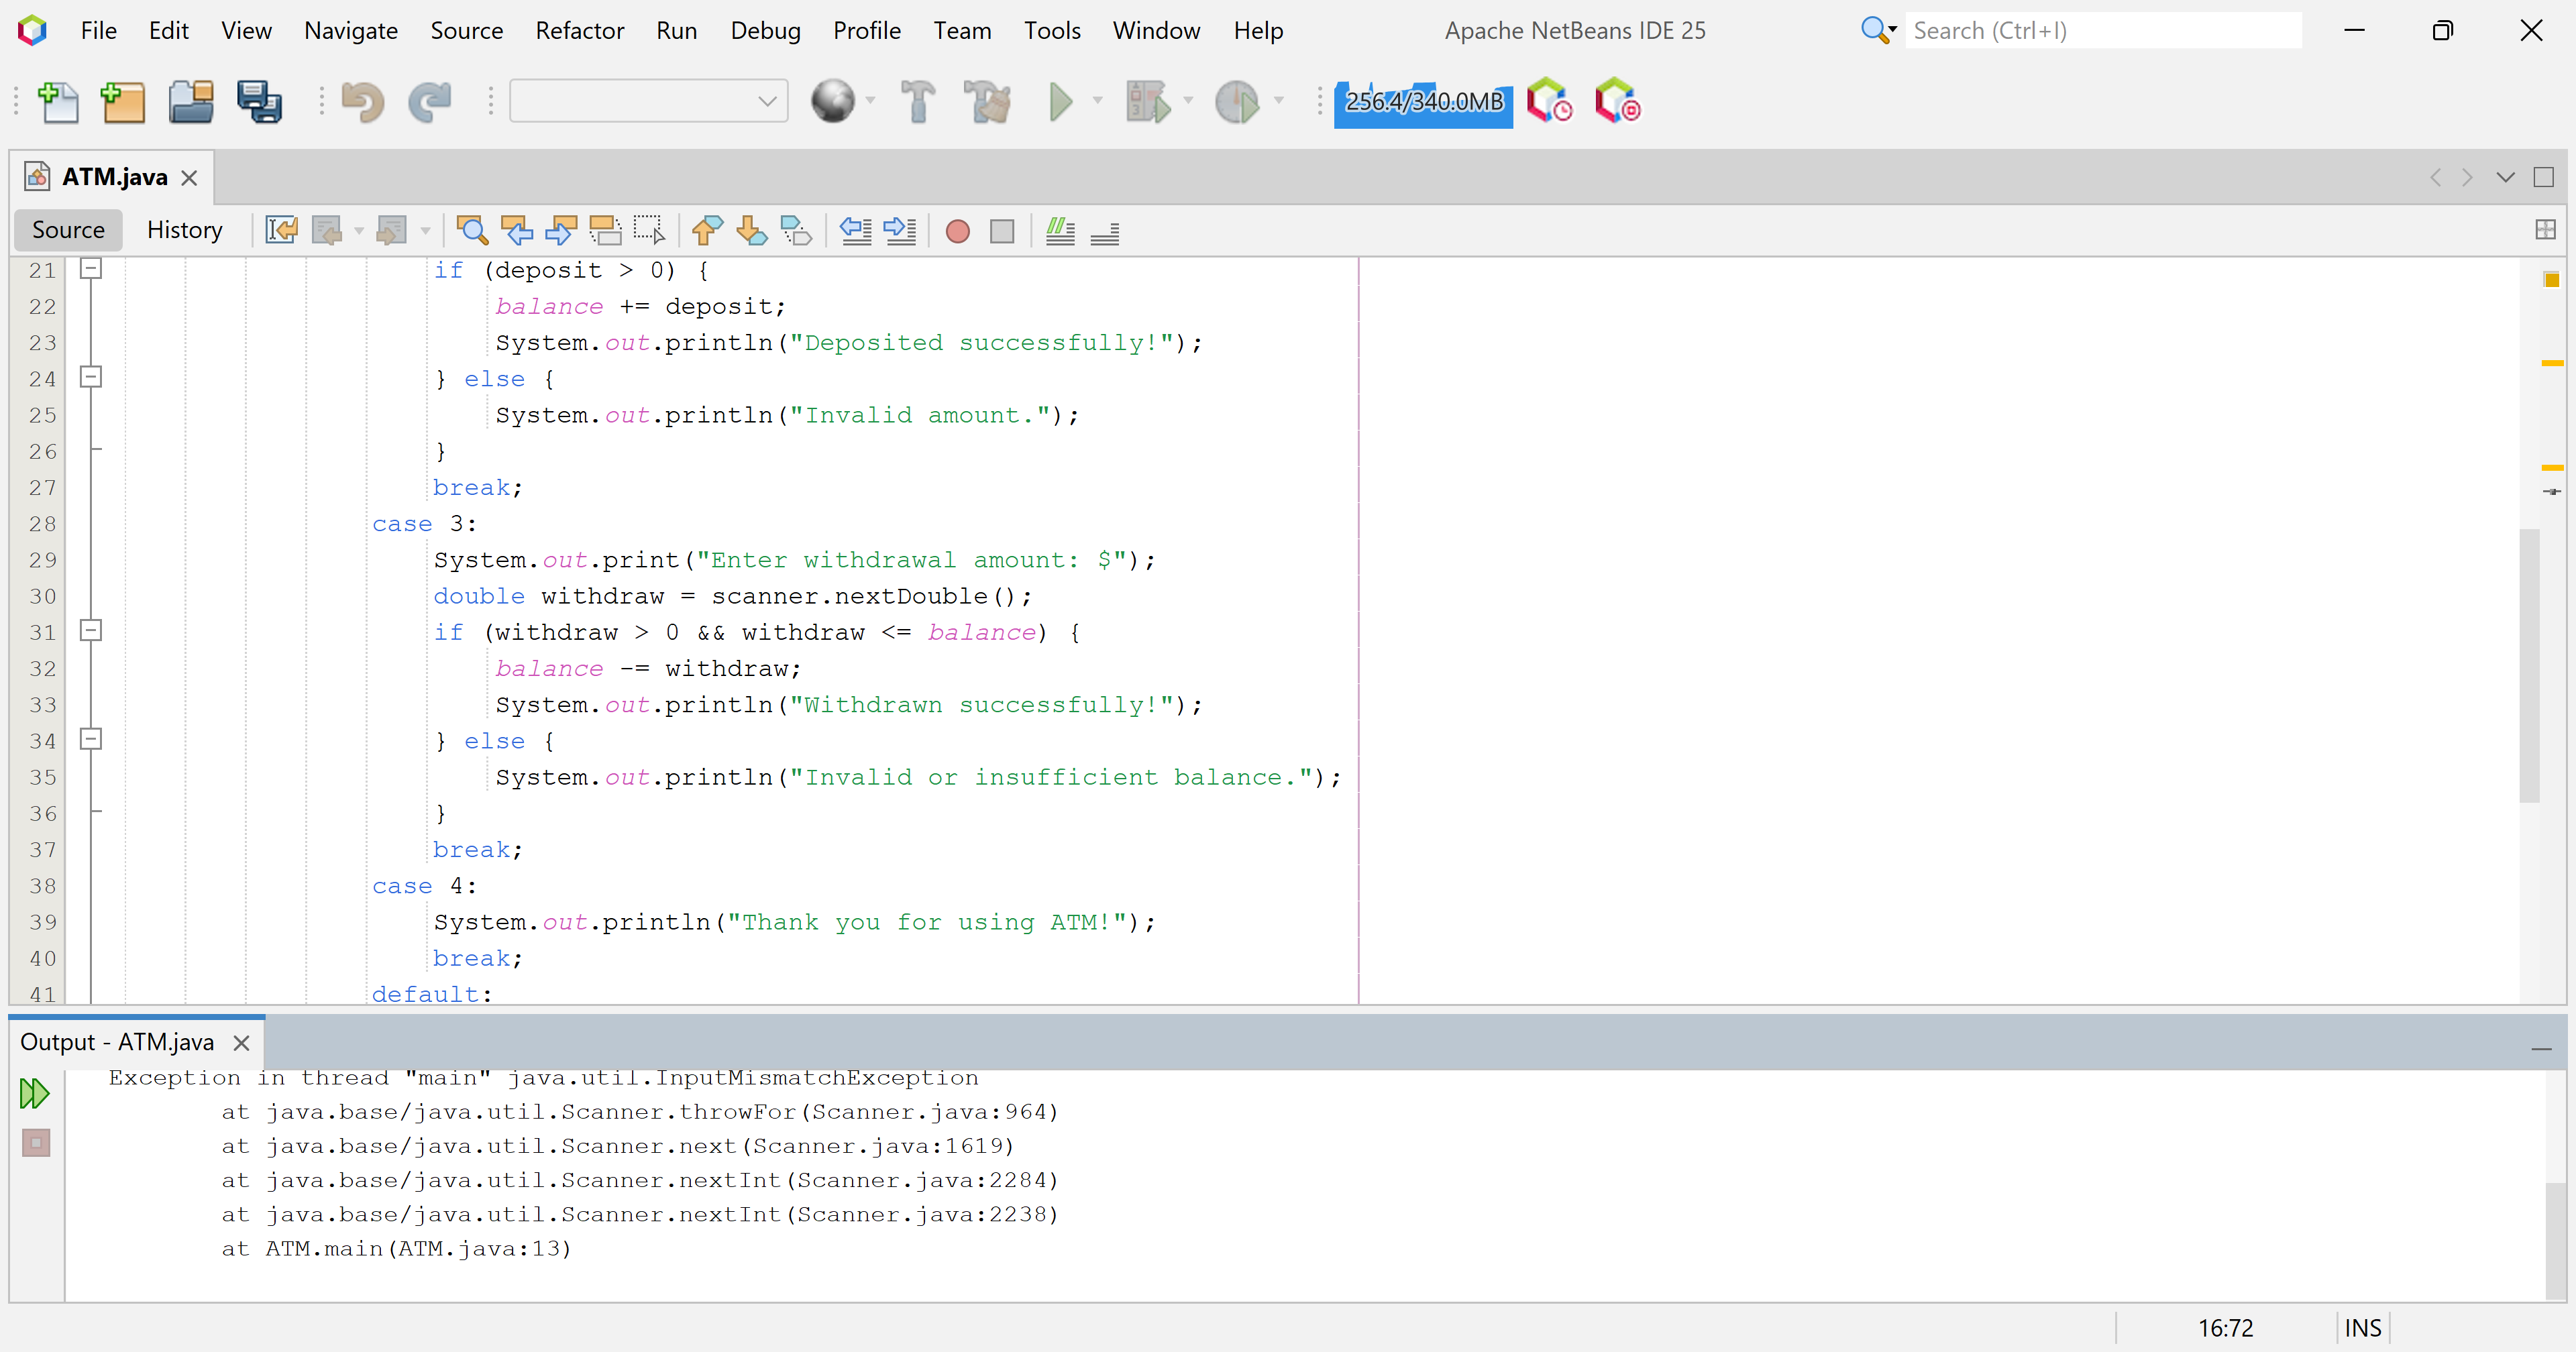 File Edit View Navigate Source Refactor Run Debug Profile Team Tools Window Help Apache NetBeans IDE 25 Search (Ctrl+I)
256.4/340.0MB
ATM.java
Source History
21 if (deposit > 0) {
22 balance += deposit;
23 System.out.println("Deposited successfully!");
24 } else {
25 System.out.println("Invalid amount.");
26 }
27 break;
28 case 3:
29 System.out.print("Enter withdrawal amount: $");
30 double withdraw = scanner.nextDouble();
31 if (withdraw > 0 && withdraw <= balance) {
32 balance -= withdraw;
33 System.out.println("Withdrawn successfully!");
34 } else {
35 System.out.println("Invalid or insufficient balance.");
36 }
37 break;
38 case 4:
39 System.out.println("Thank you for using ATM!");
40 break;
41 default:
Output - ATM.java
Exception in thread "main" java.util.InputMismatchException
at java.base/java.util.Scanner.throwFor(Scanner.java:964)
at java.base/java.util.Scanner.next(Scanner.java:1619)
at java.base/java.util.Scanner.nextInt(Scanner.java:2284)
at java.base/java.util.Scanner.nextInt(Scanner.java:2238)
at ATM.main(ATM.java:13)
16:72 INS